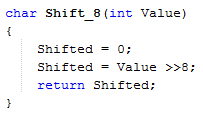 char Shift_8(int Value)
{
Shifted = 0;
Shifted = Value >>8;
return Shifted;
}